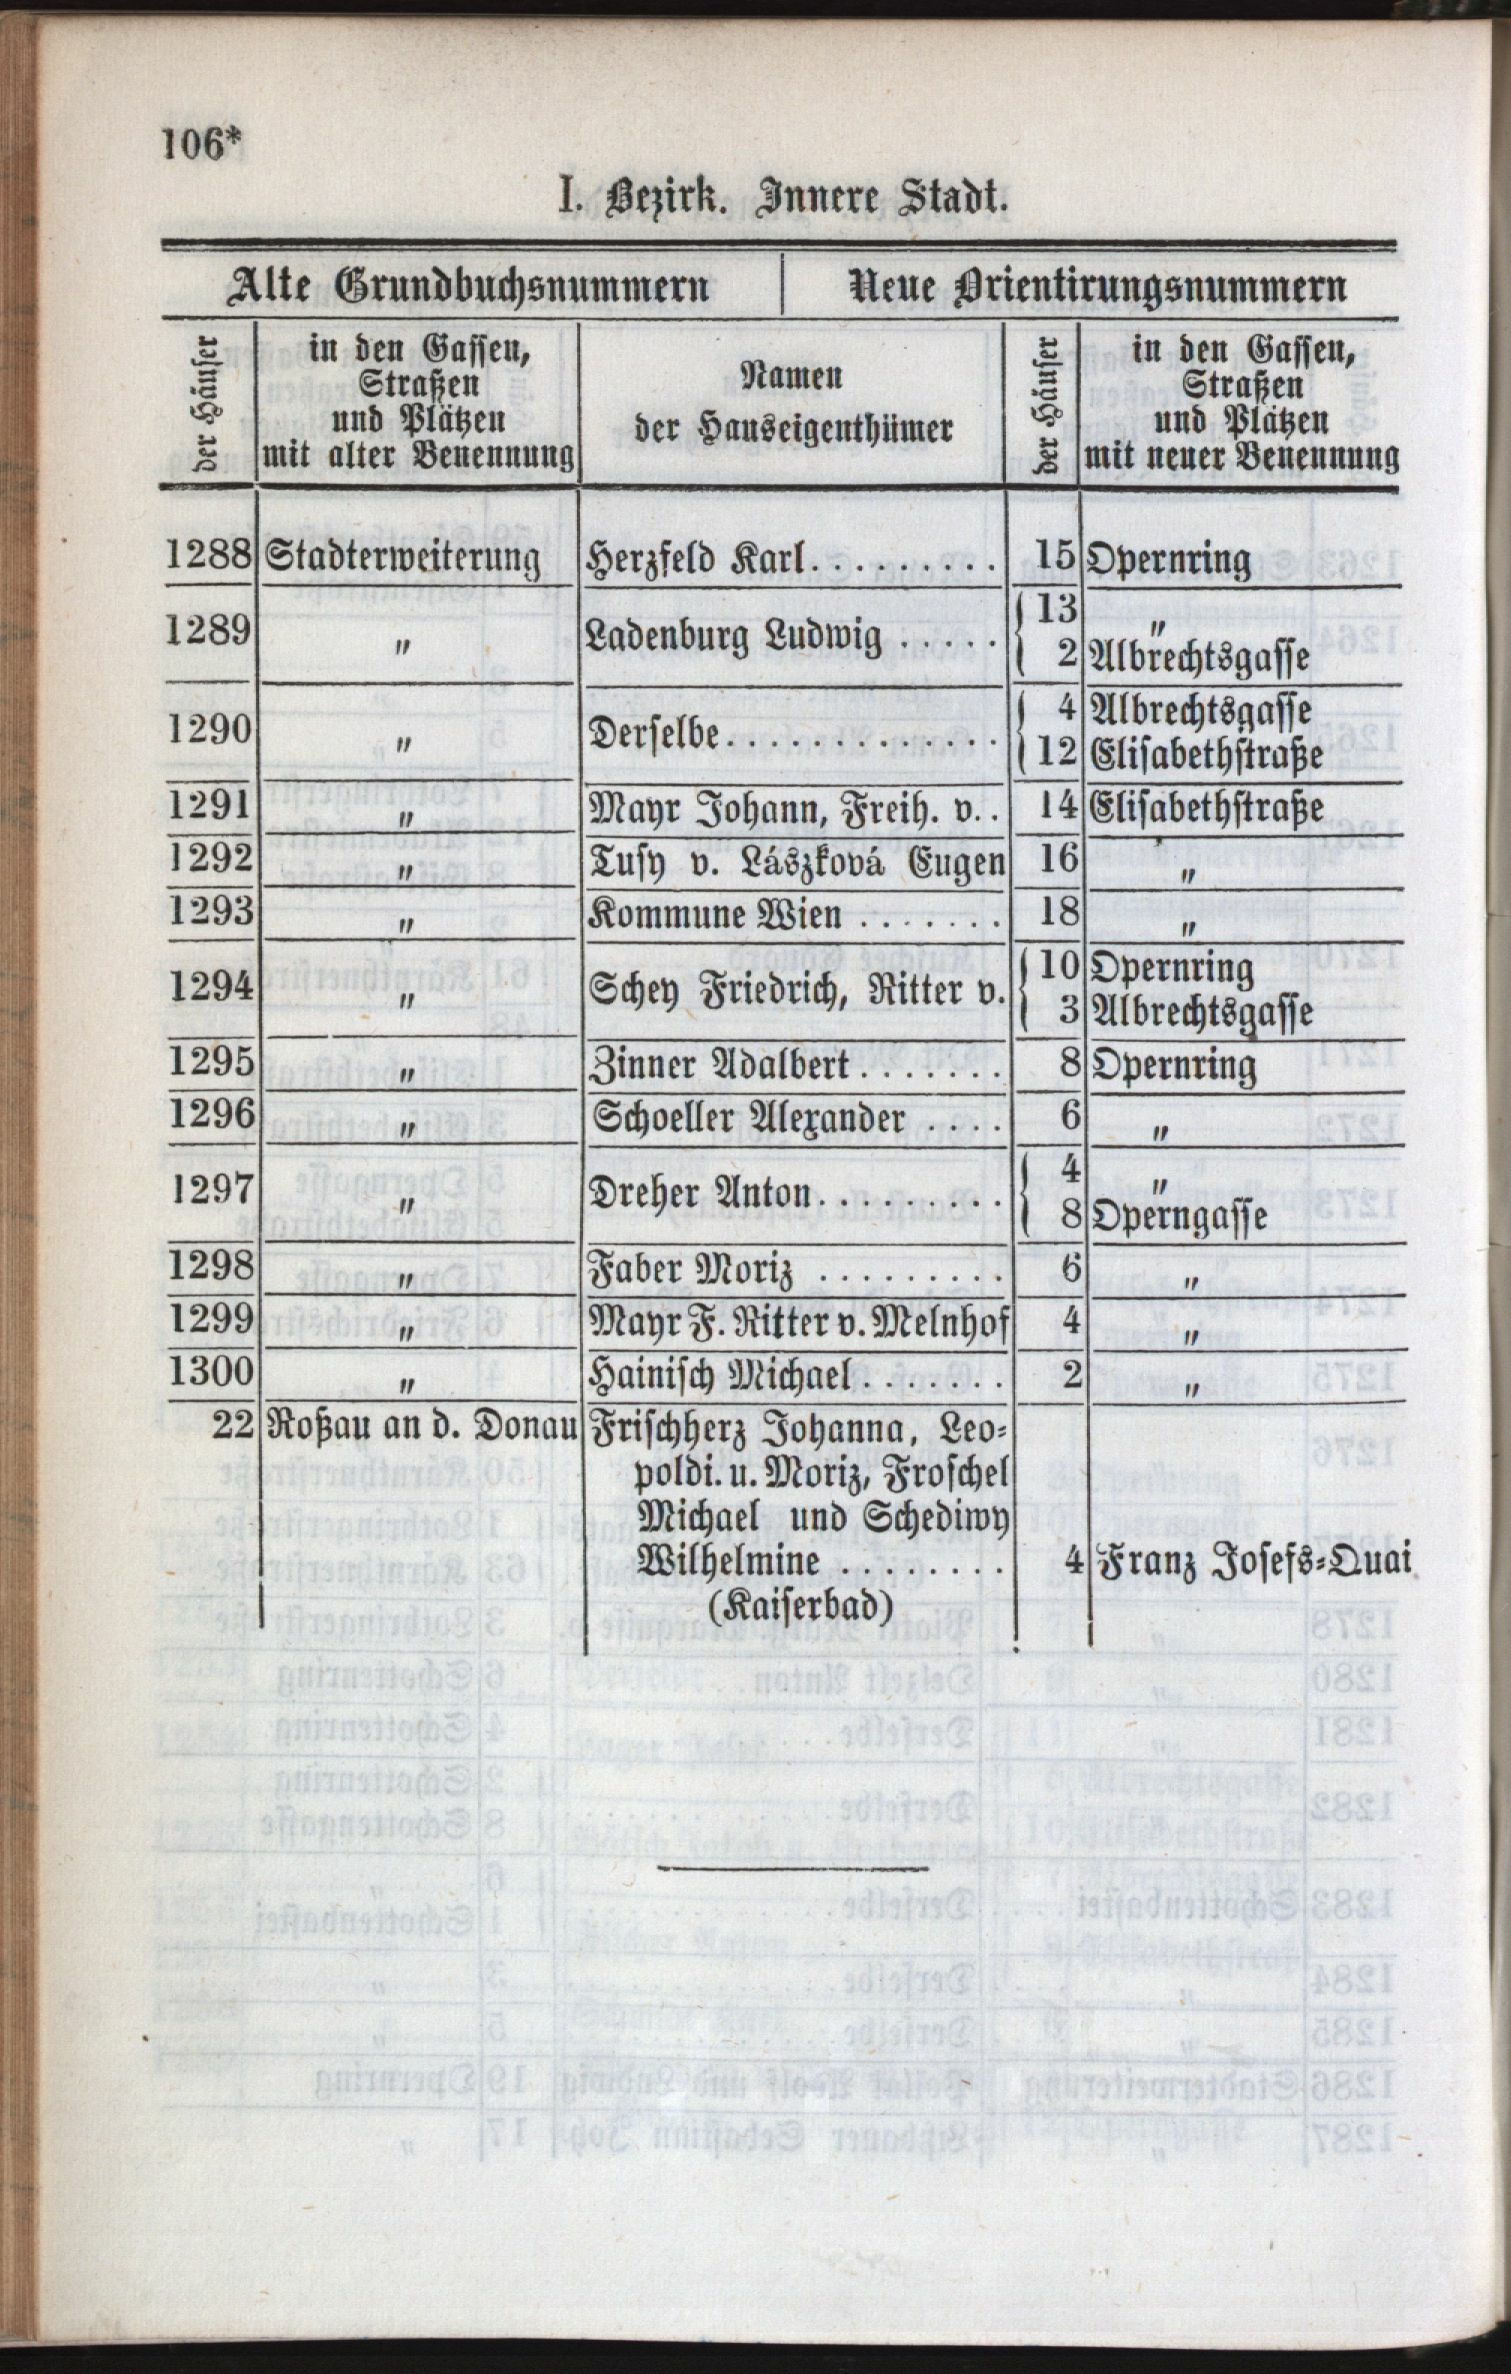 106*
I. Bezirk. Innere Stadt.
Alte Grundbuchsnummern | Neue Orientirungsnummern
der Häuser | in den Gassen, Straßen und Plätzen mit alter Benennung | Namen der Hauseigenthümer | der Häuser | in den Gassen, Straßen und Plätzen mit neuer Benennung
1288 Stadterweiterung Herzfeld Karl. . . . . . . . . 15 Opernring
1289 „ Ladenburg Ludwig . . . . . { 13 „
2 Albrechtsgasse
1290 „ Derselbe. . . . . . . . . . . . { 4 Albrechtsgasse
12 Elisabethstraße
1291 „ Mayr Johann, Freih. v. . 14 Elisabethstraße
1292 „ Tusy v. Lászková Eugen 16 „
1293 „ Kommune Wien . . . . . . . 18 „
1294 „ Schey Friedrich, Ritter v. { 10 Opernring
3 Albrechtsgasse
1295 „ Zinner Adalbert. . . . . . . 8 Opernring
1296 „ Schoeller Alexander . . . . 6 „
1297 „ Dreher Anton. . . . . . . . . { 4 „
8 Operngasse
1298 „ Faber Moriz . . . . . . . . . 6 „
1299 „ Mayr F. Ritter v. Melnhof 4 „
1300 „ Hainisch Michael. . . . . . . 2 „
22 Roßau an d. Donau Frischherz Johanna, Leo-
poldi. u. Moriz, Froschel
Michael und Schediwy
Wilhelmine . . . . . . . . 4 Franz Josefs-Quai
(Kaiserbad)